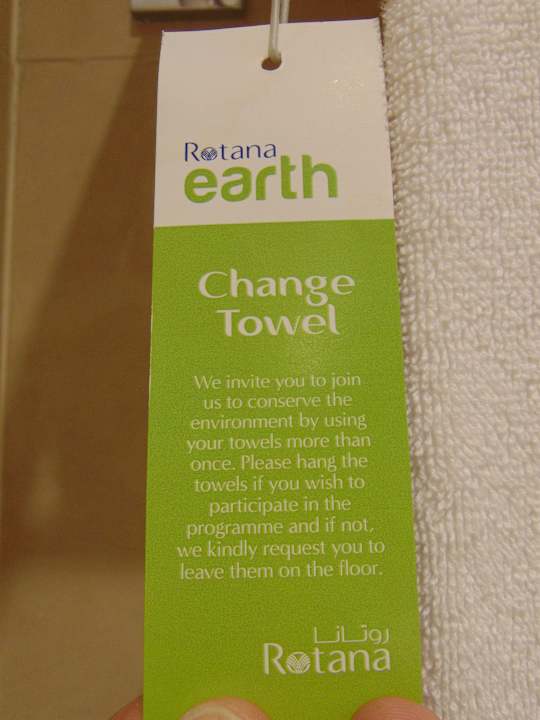 Rotana
earth
Change
Towel
We invite you to join
us to conserve the
environment by using
your towels more than
once. Please hang the
towels if you wish to
participate in the
programme and if not,
we kindly request you to
leave them on the floor.
روتانا
Rotana